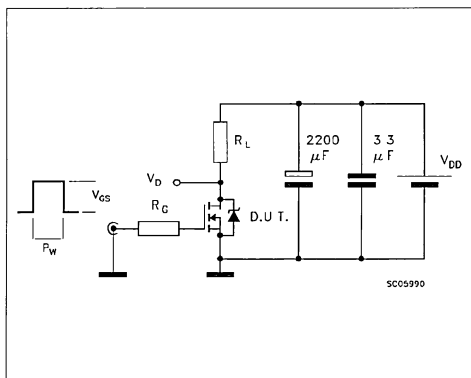 R_L
2200
μF
3 3
μF
V_DD
V_D
V_GS
R_G
D.U.T.
P_W
SC05990